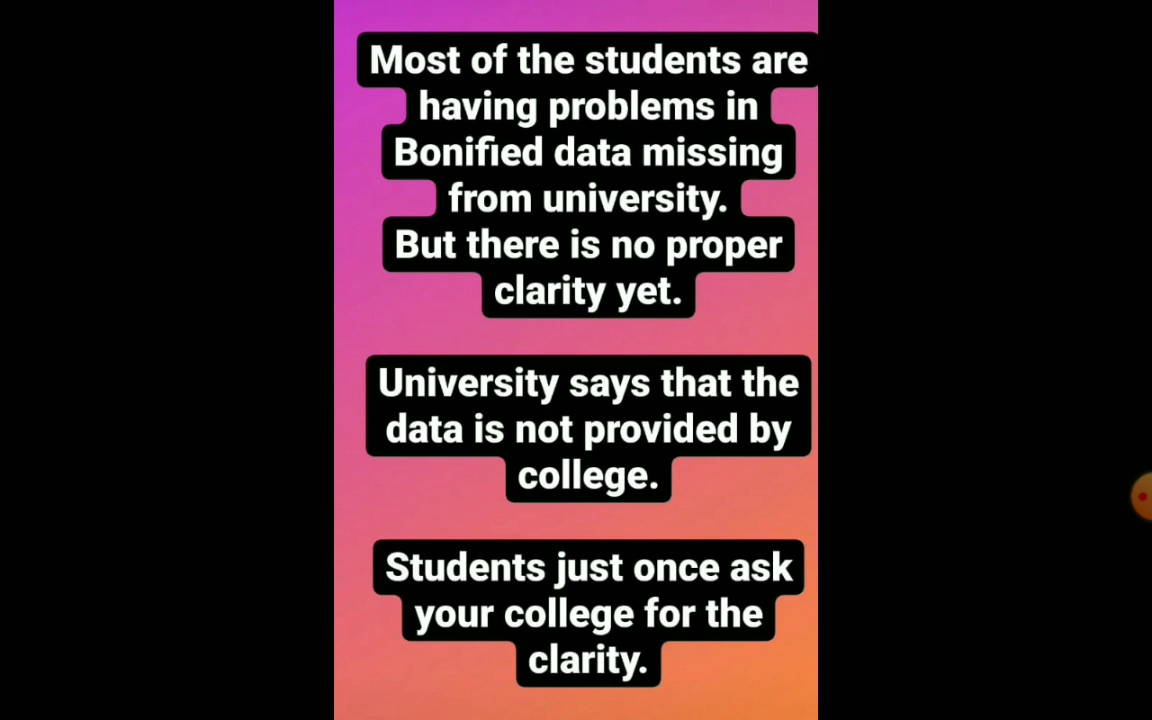 Most of the students are
having problems in
Bonified data missing
from university.
But there is no proper
clarity yet.
University says that the
data is not provided by
college.
Students just once ask
your college for the
clarity.